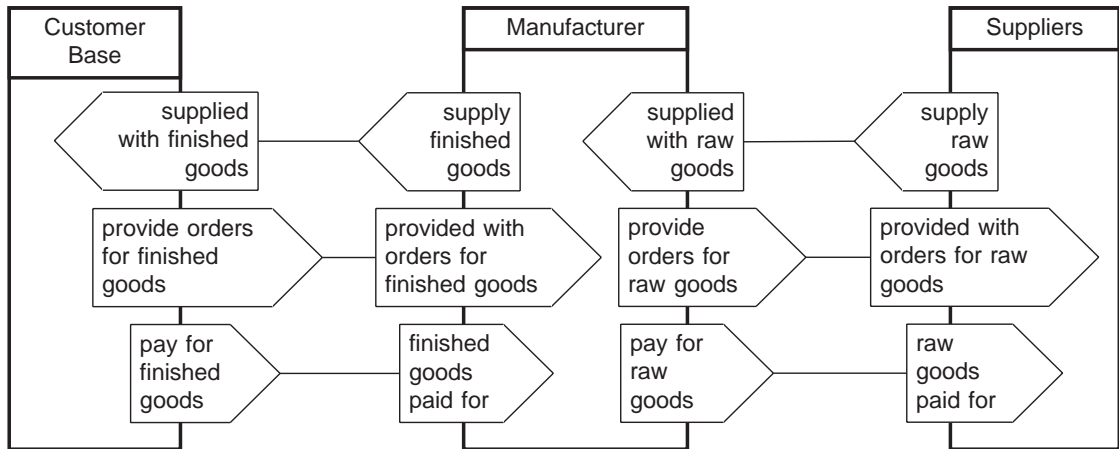 Customer
Base
Manufacturer
Suppliers
supplied
with finished
goods
supply
finished
goods
supplied
with raw
goods
supply
raw
goods
provide orders
for finished
goods
provided with
orders for
finished goods
provide
orders for
raw goods
provided with
orders for raw
goods
pay for
finished
goods
finished
goods
paid for
pay for
raw
goods
raw
goods
paid for